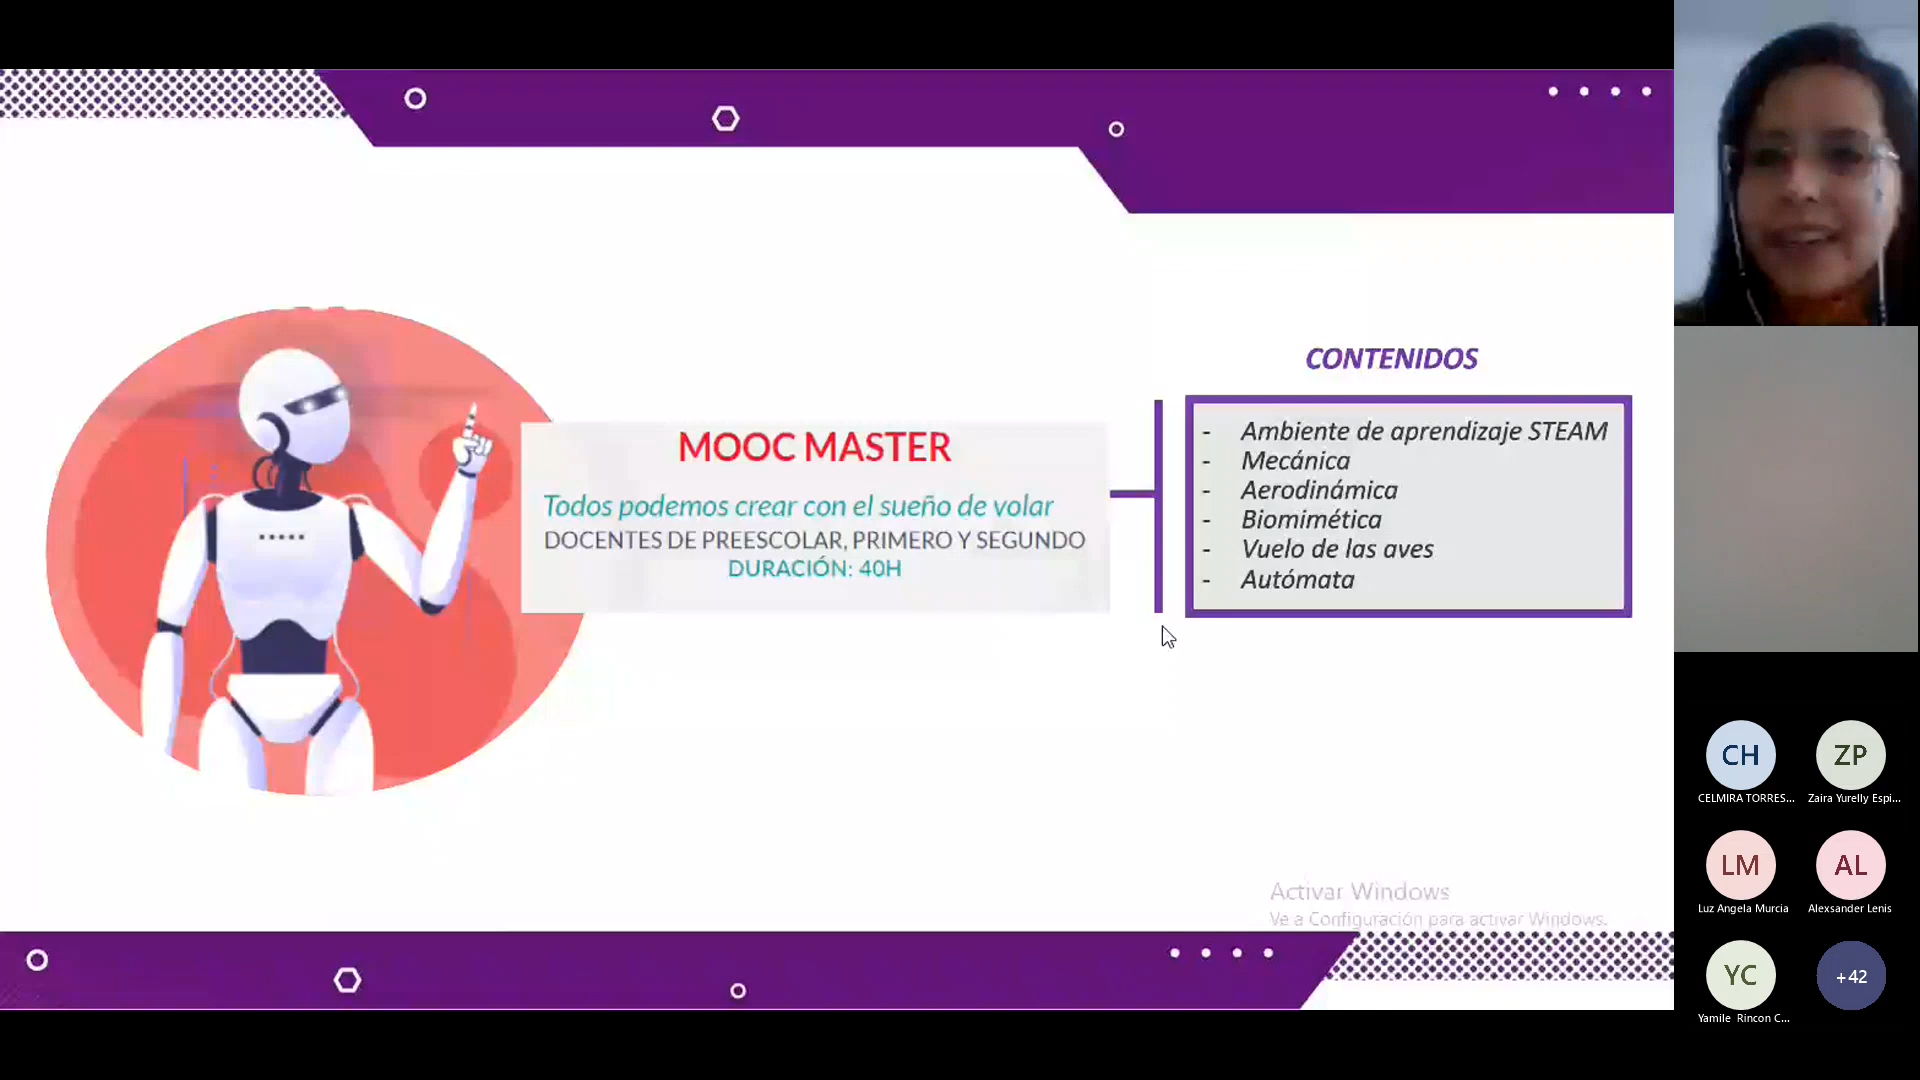 MOOC MASTER
Todos podemos crear con el sueño de volar
DOCENTES DE PREESCOLAR, PRIMERO Y SEGUNDO
DURACIÓN: 40H
CONTENIDOS
- Ambiente de aprendizaje STEAM
- Mecánica
- Aerodinámica
- Biomimética
- Vuelo de las aves
- Autómata
Activar Windows
Ve a Configuración para activar Windows.
CH
CELMIRA TORRES...
ZP
Zaira Yurelly Espi...
LM
Luz Angela Murcia
AL
Alexsander Lenis
YC
Yamile Rincon C...
+42